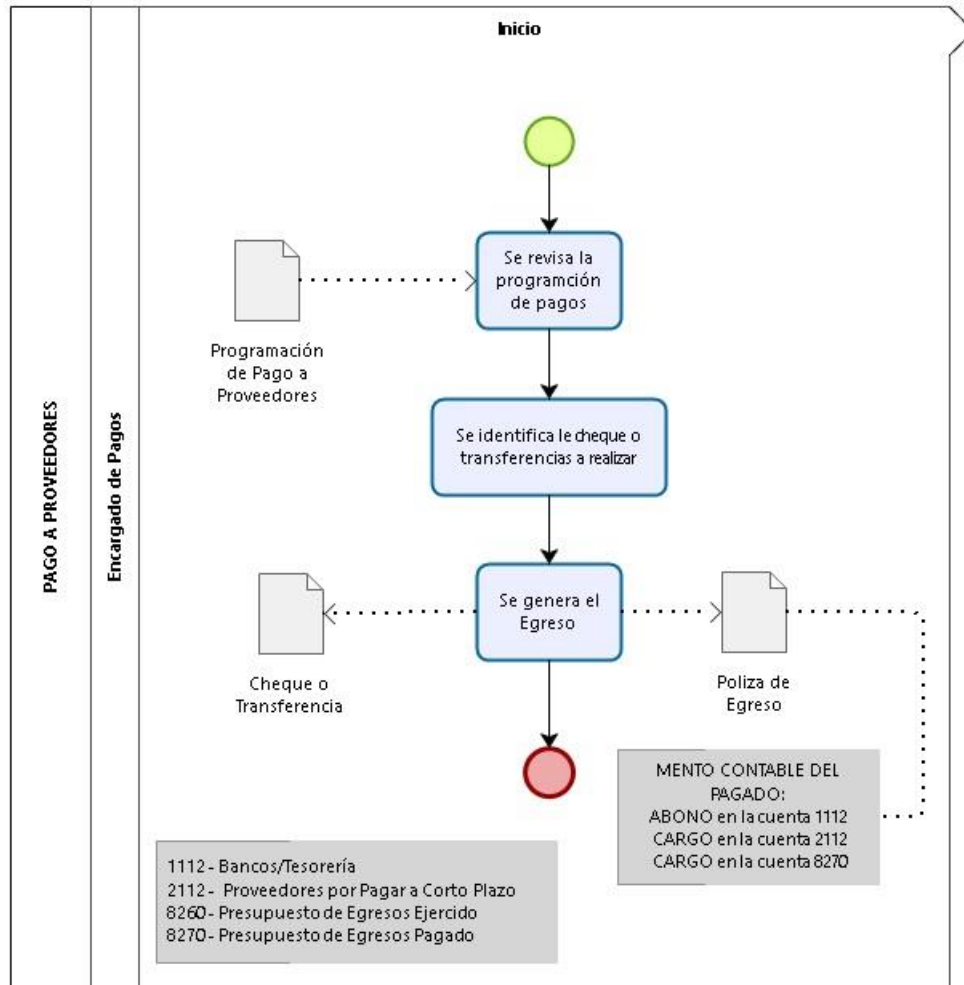 Inicio
PAGO A PROVEEDORES
Encargado de Pagos
Se revisa la
programción
de pagos
Programación
de Pago a
Proveedores
Se identifica le cheque o
transferencias a realizar
Se genera el
Egreso
Cheque o
Transferencia
Poliza de
Egreso
MENTO CONTABLE DEL
PAGADO:
ABONO en la cuenta 1112
CARGO en la cuenta 2112
CARGO en la cuenta 8270
1112 - Bancos/Tesorería
2112 - Proveedores por Pagar a Corto Plazo
8260 - Presupuesto de Egresos Ejercido
8270 - Presupuesto de Egresos Pagado